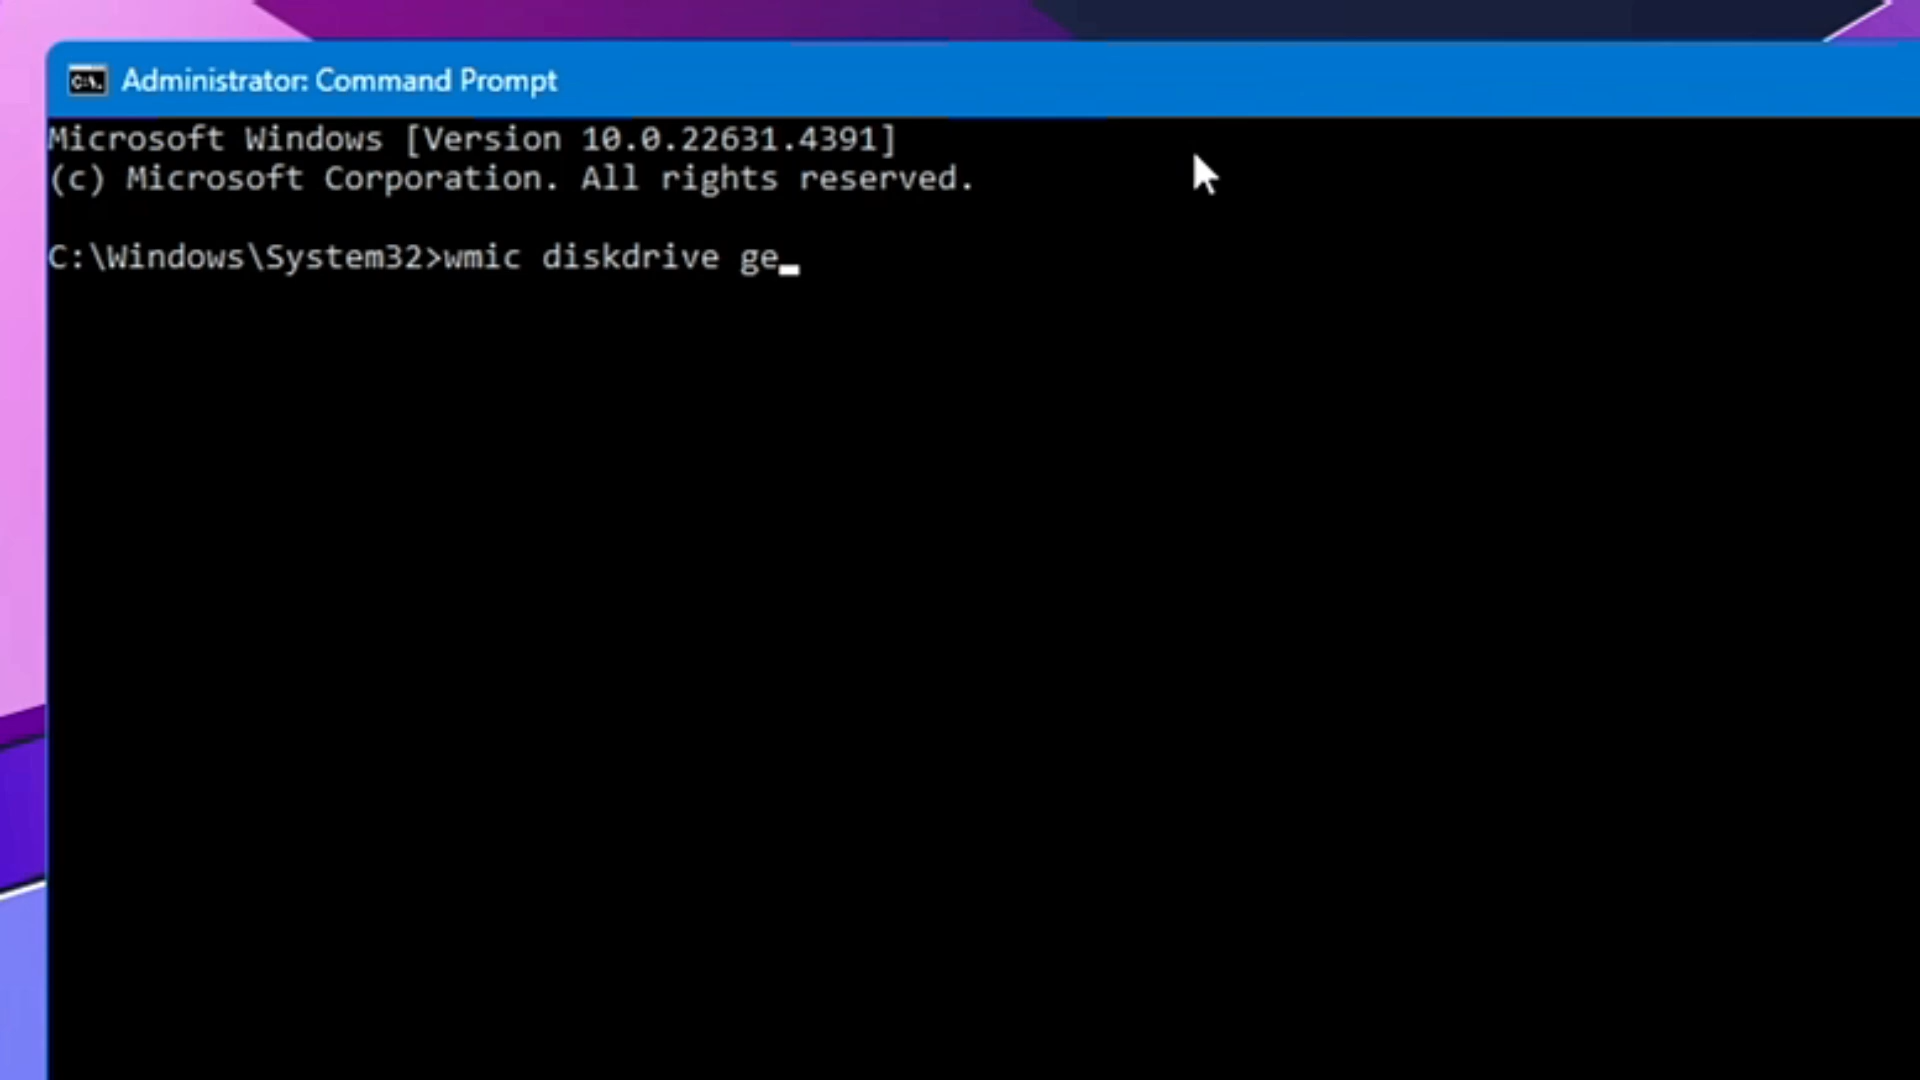 Administrator: Command Prompt
Microsoft Windows [Version 10.0.22631.4391]
(c) Microsoft Corporation. All rights reserved.
C:\Windows\System32>wmic diskdrive ge